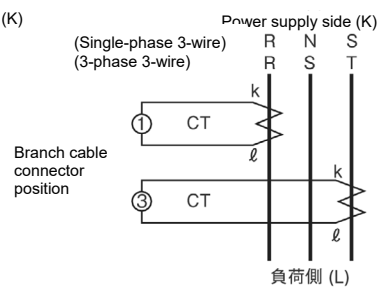 (K)
Power supply side (K)
(Single-phase 3-wire) R N S
(3-phase 3-wire) R S T
k
① CT
ℓ
Branch cable
connector
position
k
③ CT
ℓ
負荷側 (L)